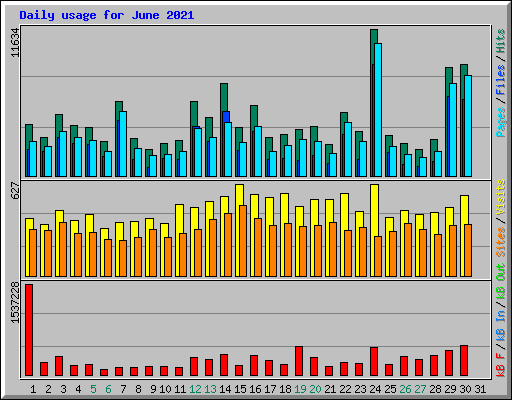 Daily usage for June 2021
11634
Pages / Files / Hits
627
Sites / Visits
1537228
kB F / kB In / kB Out
1 2 3 4 5 6 7 8 9 10 11 12 13 14 15 16 17 18 19 20 21 22 23 24 25 26 27 28 29 30 31